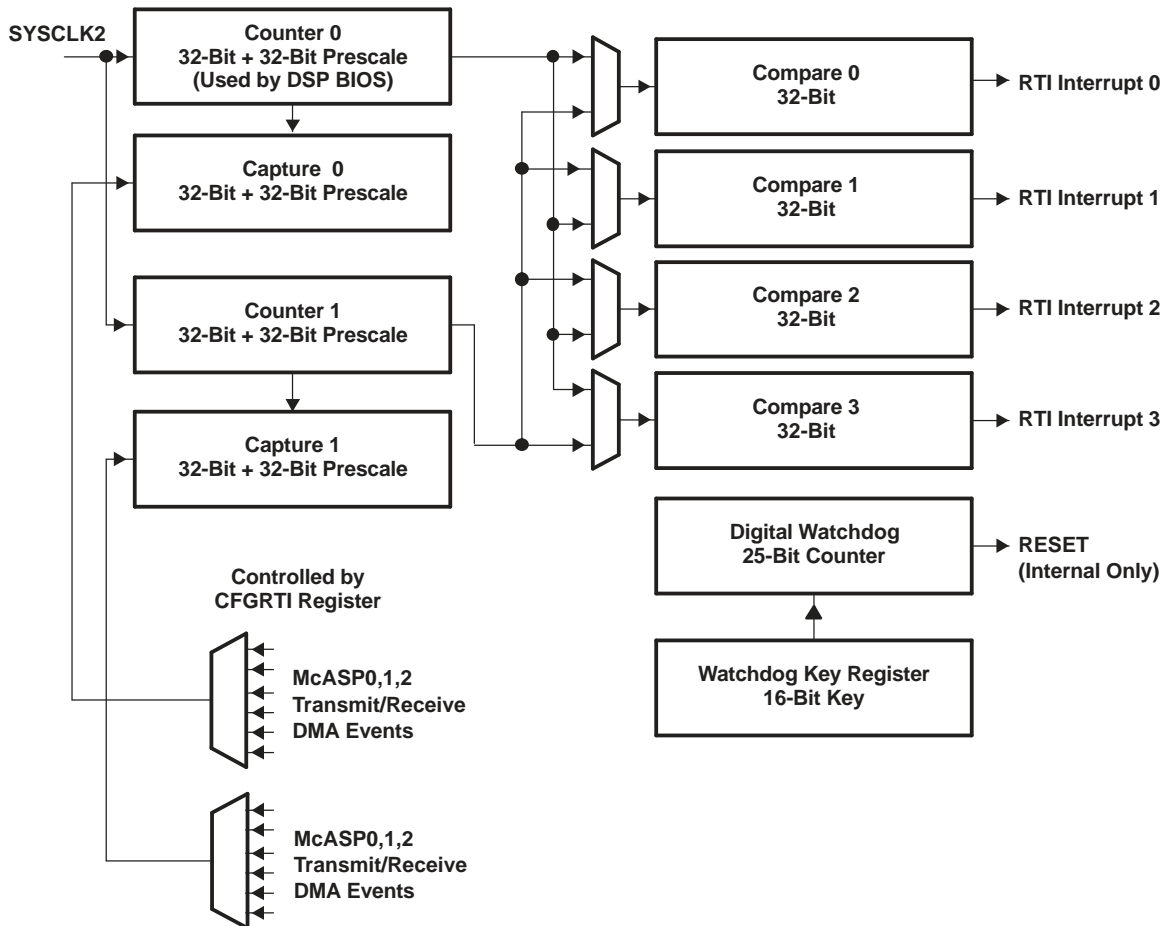 SYSCLK2
Counter 0
32-Bit + 32-Bit Prescale
(Used by DSP BIOS)
Capture 0
32-Bit + 32-Bit Prescale
Counter 1
32-Bit + 32-Bit Prescale
Capture 1
32-Bit + 32-Bit Prescale
Compare 0
32-Bit
RTI Interrupt 0
Compare 1
32-Bit
RTI Interrupt 1
Compare 2
32-Bit
RTI Interrupt 2
Compare 3
32-Bit
RTI Interrupt 3
Digital Watchdog
25-Bit Counter
RESET
(Internal Only)
Watchdog Key Register
16-Bit Key
Controlled by
CFGRTI Register
McASP0,1,2
Transmit/Receive
DMA Events
McASP0,1,2
Transmit/Receive
DMA Events